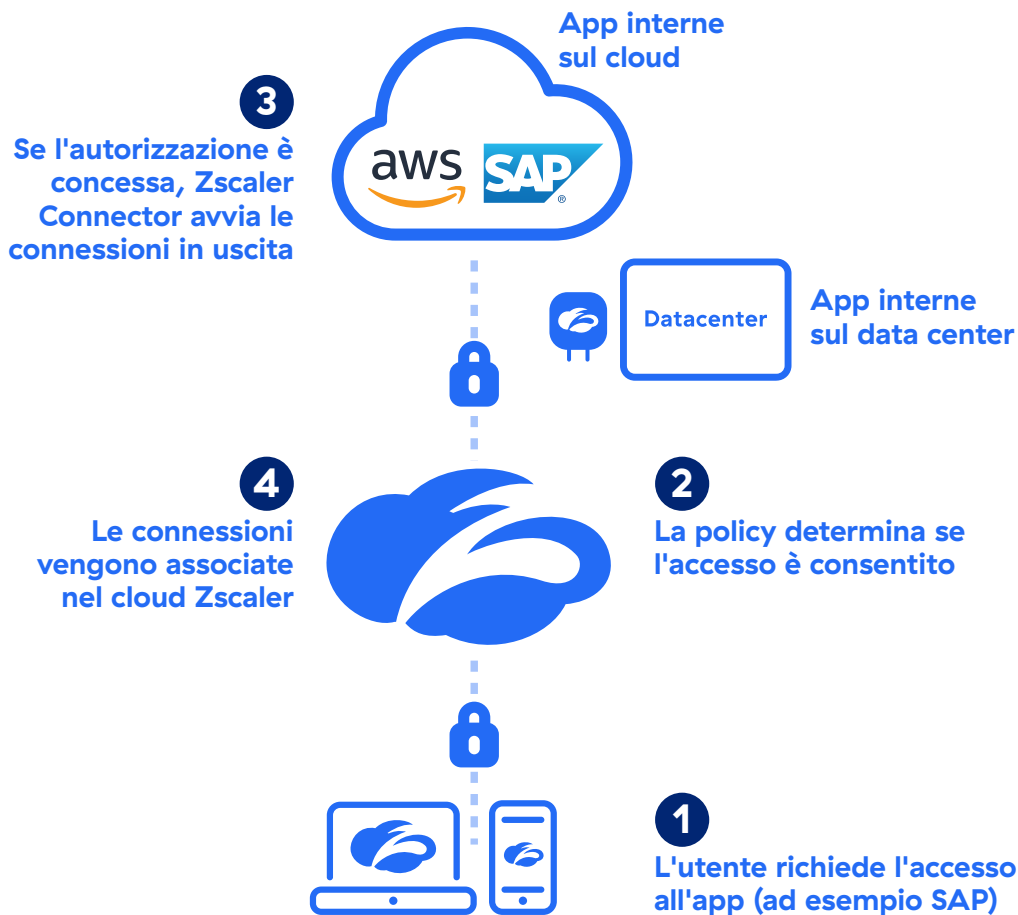 App interne
sul cloud
3
Se l'autorizzazione è
concessa, Zscaler
Connector avvia le
connessioni in uscita
aws
SAP
®
Datacenter
App interne
sul data center
4
Le connessioni
vengono associate
nel cloud Zscaler
2
La policy determina se
l'accesso è consentito
1
L'utente richiede l'accesso
all'app (ad esempio SAP)